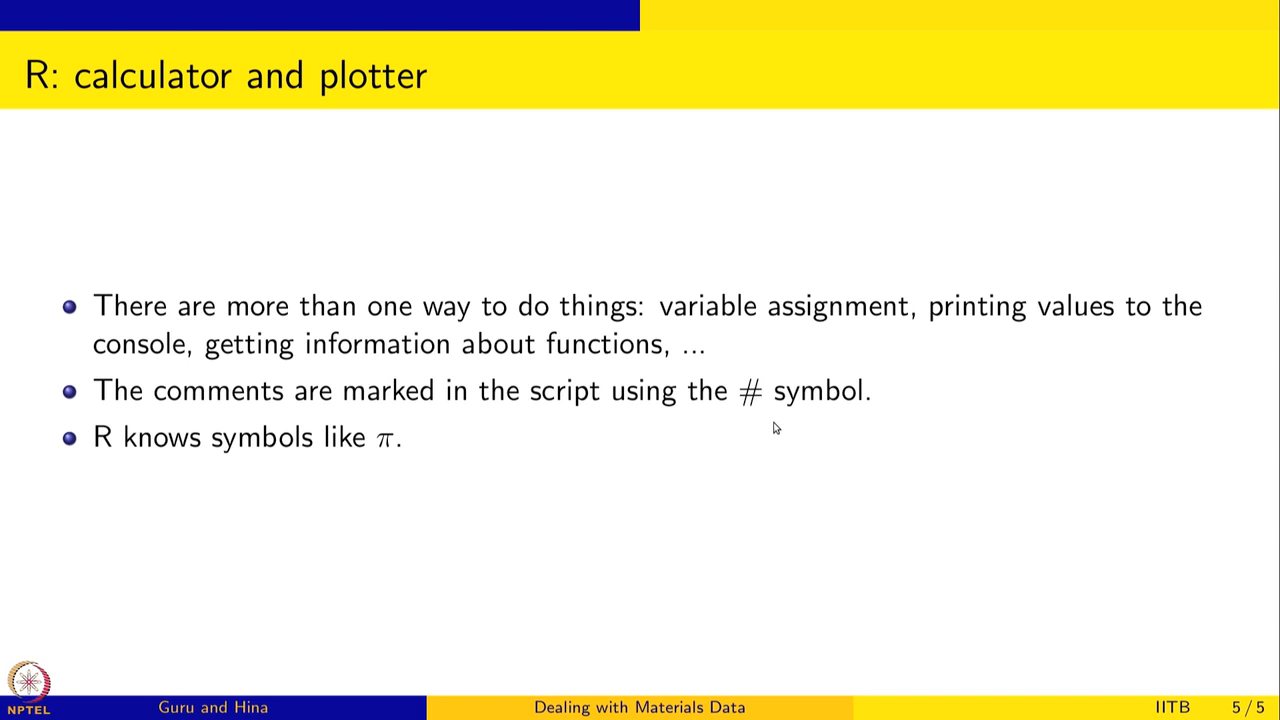 R: calculator and plotter
There are more than one way to do things: variable assignment, printing values to the
console, getting information about functions, ...
The comments are marked in the script using the # symbol.
R knows symbols like π.
NPTEL
Guru and Hina
Dealing with Materials Data
IITB
5 / 5